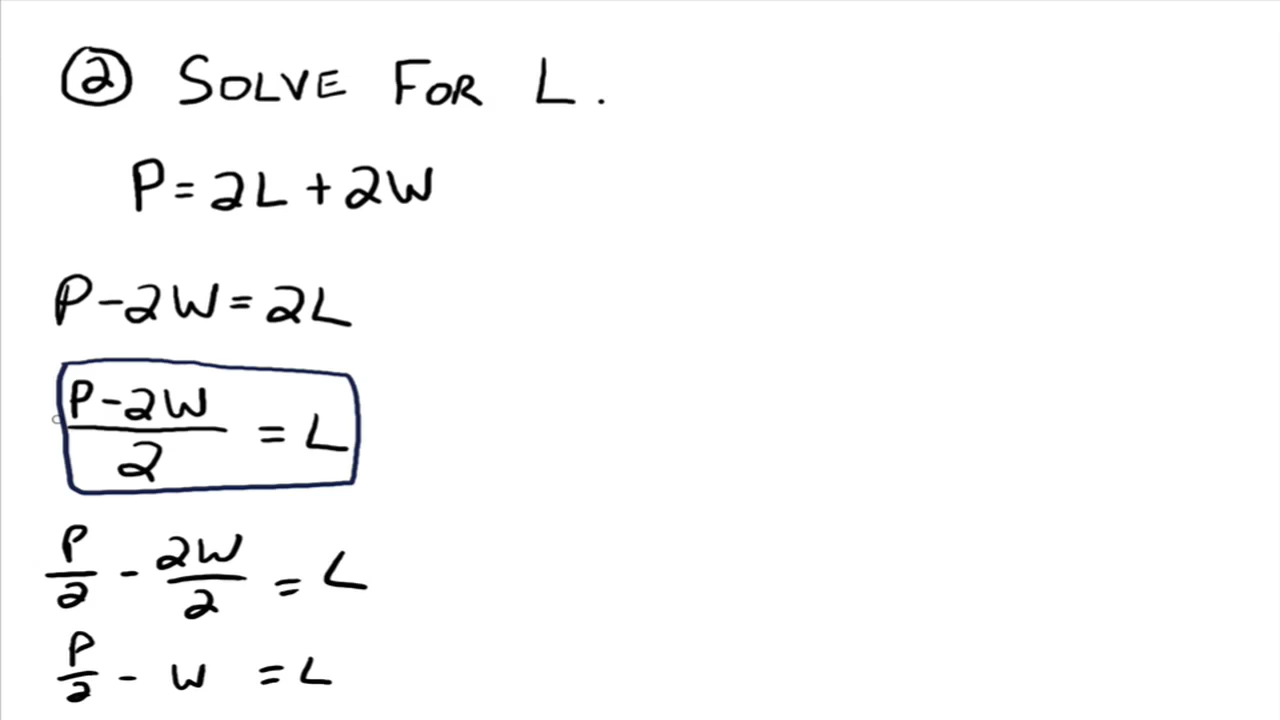 ② SOLVE FOR L.
P = 2L + 2W
P - 2W = 2L
P - 2W / 2 = L
P/2 - 2W/2 = L
P/2 - W = L